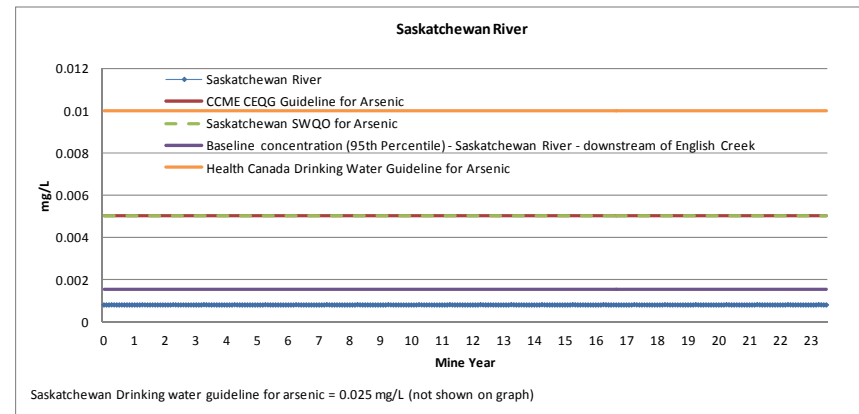 Saskatchewan River
0.012
0.01
0.008
0.006
0.004
0.002
0
mg/L
Saskatchewan River
CCME CEQG Guideline for Arsenic
Saskatchewan SWQO for Arsenic
Baseline concentration (95th Percentile) - Saskatchewan River - downstream of English Creek
Health Canada Drinking Water Guideline for Arsenic
0 1 2 3 4 5 6 7 8 9 10 11 12 13 14 15 16 17 18 19 20 21 22 23
Mine Year
Saskatchewan Drinking water guideline for arsenic = 0.025 mg/L (not shown on graph)